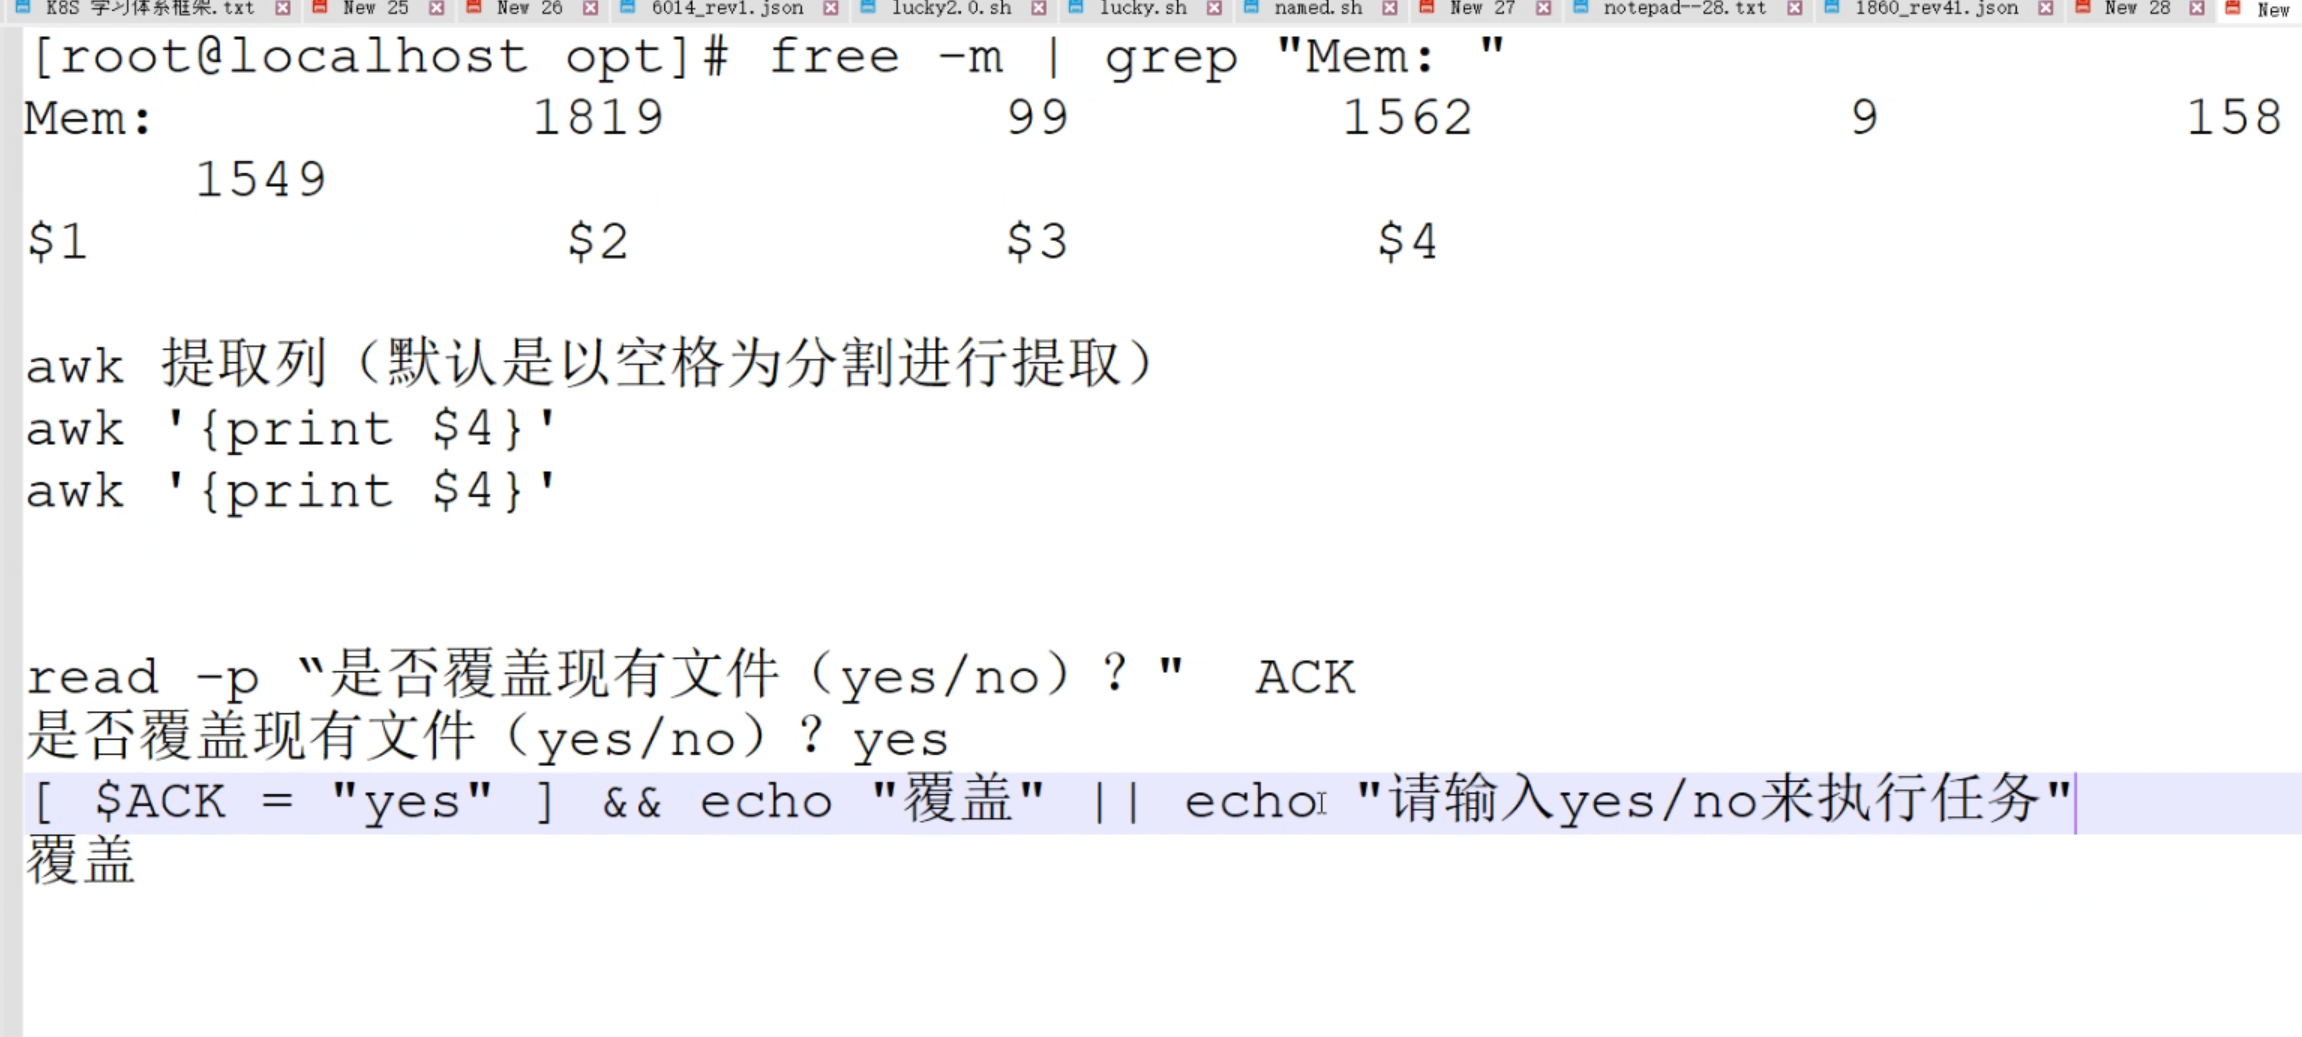 K8S 学习体系框架.txt New 25 New 26 6014_rev1.json lucky2.0.sh lucky.sh named.sh New 27 notepad--28.txt 1860_rev41.json New 28 New
[root@localhost opt]# free -m | grep "Mem: "
Mem: 1819 99 1562 9 158
1549
$1 $2 $3 $4
awk 提取列（默认是以空格为分割进行提取）
awk '{print $4}'
awk '{print $4}'
read -p “是否覆盖现有文件（yes/no）？" ACK
是否覆盖现有文件（yes/no）？yes
[ $ACK = "yes" ] && echo "覆盖" || echo "请输入yes/no来执行任务"
覆盖